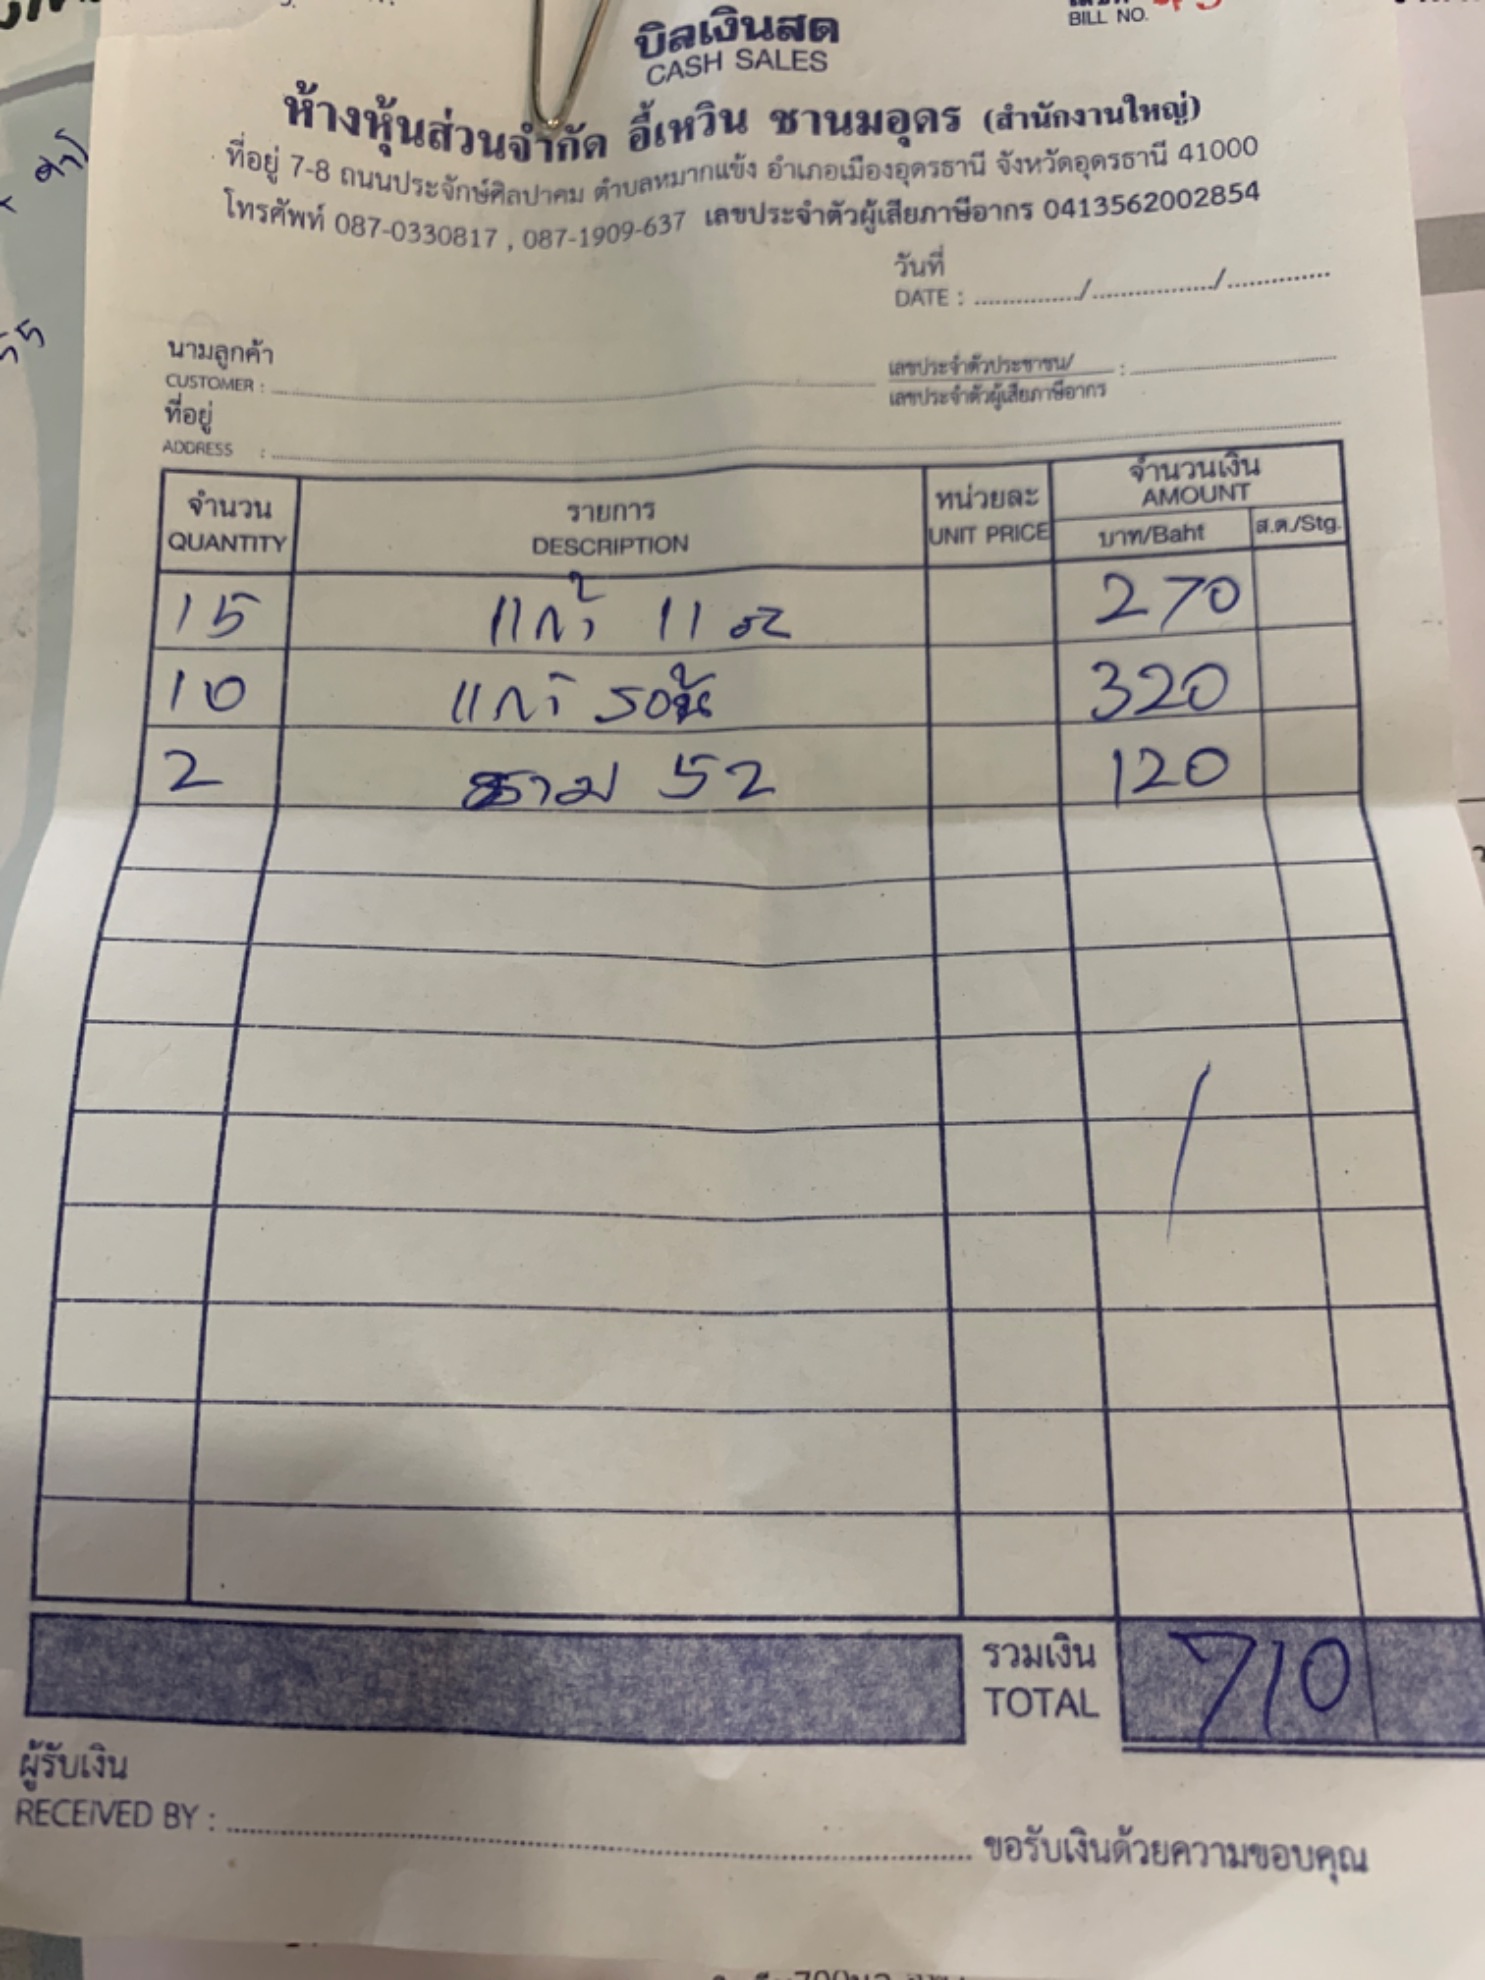 บิลเงินสด
CASH SALES
BILL NO.
ห้างหุ้นส่วนจำกัด อี้เหวิน ชานมอุดร (สำนักงานใหญ่)
ที่อยู่ 7-8 ถนนประจักษ์ศิลปาคม ตำบลหมากแข้ง อำเภอเมืองอุดรธานี จังหวัดอุดรธานี 41000
โทรศัพท์ 087-0330817 , 087-1909-637 เลขประจำตัวผู้เสียภาษีอากร 0413562002854
วันที่
DATE : ............../................../...............
นามลูกค้า
CUSTOMER :
เลขประจำตัวประชาชน/ :
เลขประจำตัวผู้เสียภาษีอากร
ที่อยู่
ADDRESS :
จำนวน รายการ หน่วยละ จำนวนเงิน
QUANTITY DESCRIPTION UNIT PRICE AMOUNT
บาท/Baht ส.ต./Stg.
15 แก้ว 11 270
10 แก้ว 320
2 52 120
รวมเงิน
TOTAL 710
ผู้รับเงิน
RECEIVED BY :
ขอรับเงินด้วยความขอบคุณ